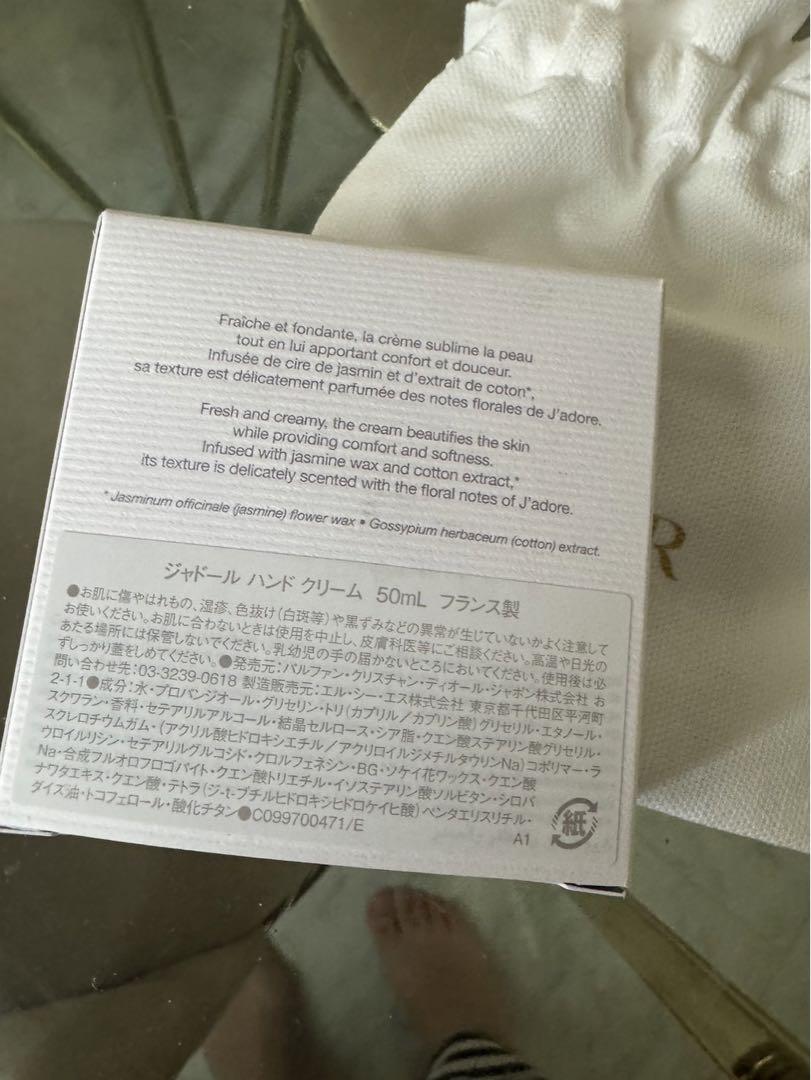 Fraîche et fondante, la crème sublime la peau
tout en lui apportant confort et douceur.
Infusée de cire de jasmin et d'extrait de coton*,
sa texture est délicatement parfumée des notes florales de J'adore.
Fresh and creamy, the cream beautifies the skin
while providing comfort and softness.
Infused with jasmine wax and cotton extract,*
its texture is delicately scented with the floral notes of J'adore.
* Jasminum officinale (jasmine) flower wax • Gossypium herbaceum (cotton) extract.
ジャドール ハンド クリーム 50mL フランス製
●お肌に傷やはれもの、湿疹、色抜け(白斑等)や黒ずみなどの異常が生じていないかよく注意して
お使いください。お肌に合わないときは使用を中止し、皮膚科医等にご相談ください。高温や日光の
あたる場所には保管しないでください。乳幼児の手の届かないところにおいてください。使用後は必
ずしっかり蓋をしめてください。●発売元:パルファン・クリスチャン・ディオール・ジャポン株式会社 お
問い合わせ先:03-3239-0618 製造販売元:エル・シー・エス株式会社 東京都千代田区平河町
2-1-1●成分:水・プロパンジオール・グリセリン・トリ(カプリル/カプリン酸)グリセリル・エタノール・
スクワラン・香料・セテアリルアルコール・結晶セルロース・シア脂・クエン酸ステアリン酸グリセリル・
スクレロチウムガム・(アクリル酸ヒドロキシエチル/アクリロイルジメチルタウリンNa)コポリマー・ラ
ウロイルリシン・セテアリルグルコシド・クロルフェネシン・BG・ソケイ花ワックス・クエン酸
Na・合成フルオロフロゴパイト・クエン酸トリエチル・イソステアリン酸ソルビタン・シロバ
ナワタエキス・クエン酸・テトラ(ジ-t-ブチルヒドロキシヒドロケイヒ酸)ペンタエリスリチル・
ダイズ油・トコフェロール・酸化チタン●C099700471/E
A1
紙
R